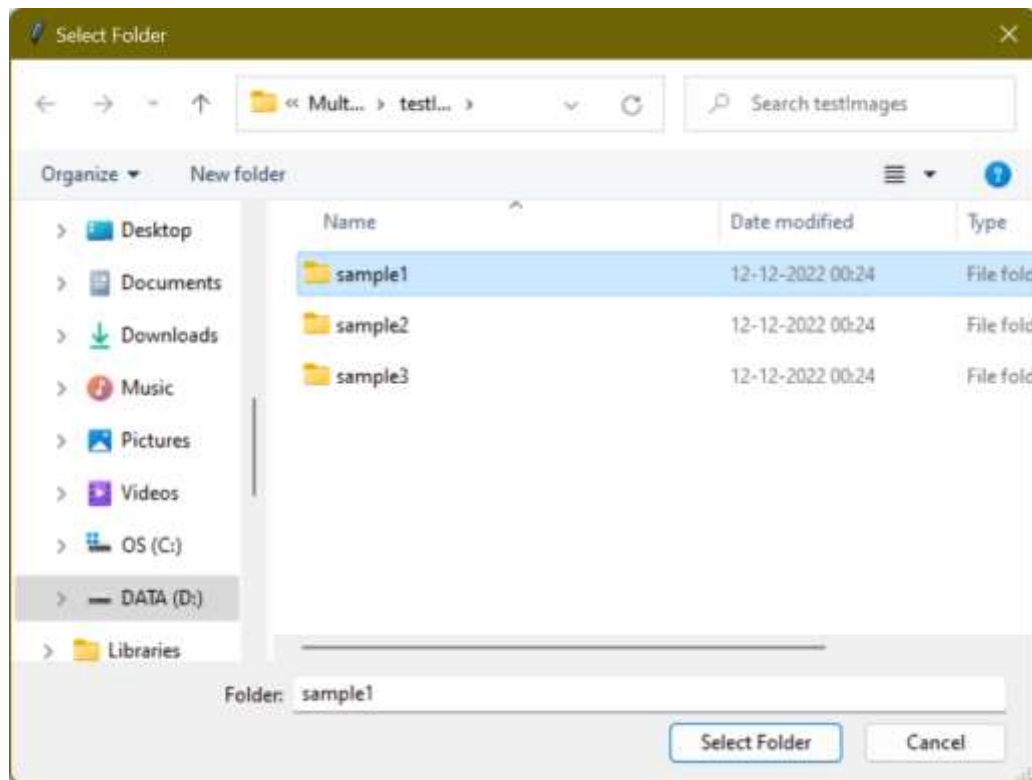 Select Folder
« Mult... › testI... ›
Search testImages
Organize
New folder
Name
Date modified
Type
Desktop
Documents
Downloads
Music
Pictures
Videos
OS (C:)
DATA (D:)
Libraries
sample1
12-12-2022 00:24
File fold
sample2
12-12-2022 00:24
File fold
sample3
12-12-2022 00:24
File fold
Folder:
sample1
Select Folder
Cancel